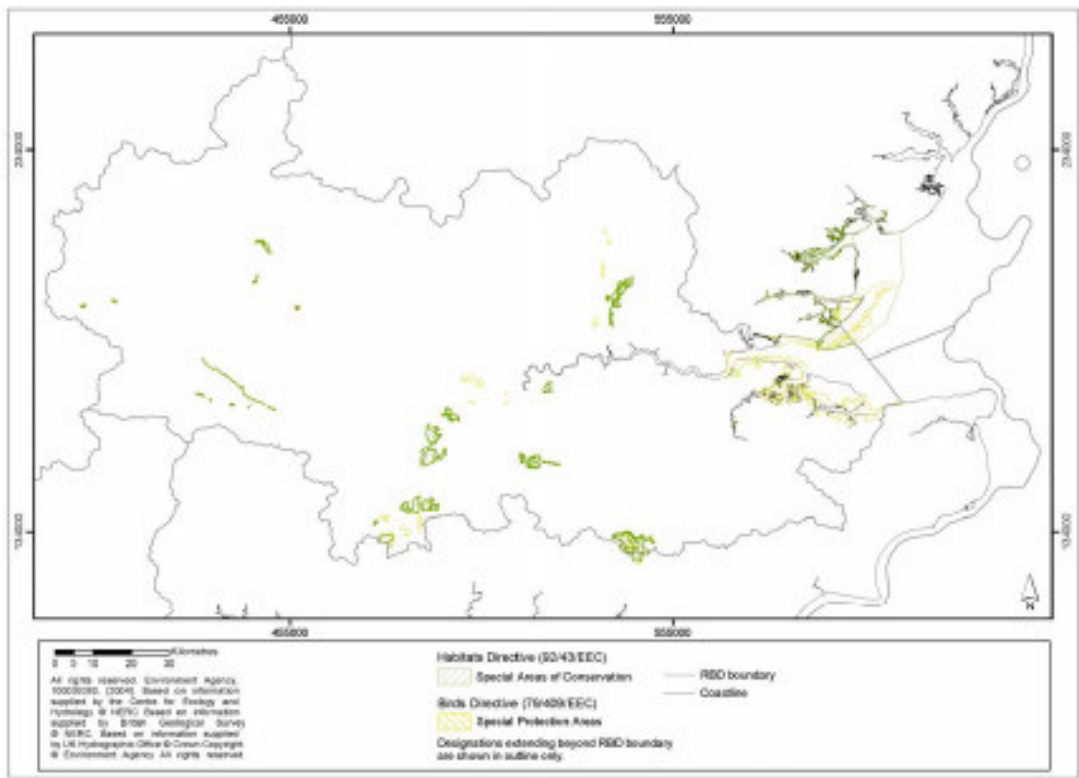 455000 555000
234000 234000
134000 134000
N
455000 555000
0 5 10 20 30 Kilometres
All rights reserved. Environment Agency,
[2004]. Based on information
supplied by the Centre for Ecology and
Hydrology © NERC. Based on information
supplied by British Geological Survey
© NERC. Based on information supplied
by UK Hydrographic Office © Crown Copyright
© Environment Agency. All rights reserved.
Habitats Directive (92/43/EEC)
Special Areas of Conservation
Birds Directive (79/409/EEC)
Special Protection Areas
Designations extending beyond RBD boundary
are shown in outline only.
RBD boundary
Coastline